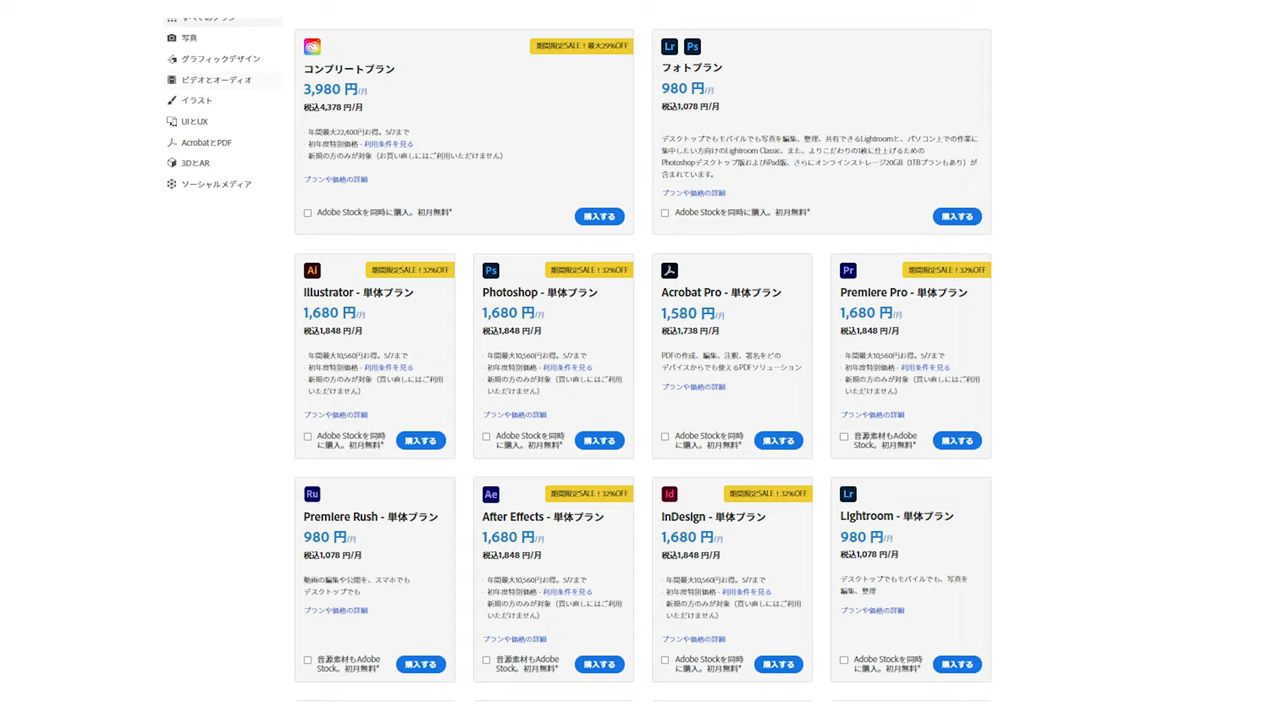 すべてのプラン
写真
グラフィックデザイン
ビデオとオーディオ
イラスト
UIとUX
AcrobatとPDF
3DとAR
ソーシャルメディア
期間限定SALE！最大29%OFF
コンプリートプラン
3,980 円/月
税込4,378 円/月
· 年間最大22,400円お得。5/7まで
· 初年度特別価格 - 利用条件を見る
· 新規の方のみが対象（お買い直しにはご利用いただけません）
プランや価格の詳細
Adobe Stockを同時に購入。初月無料*
購入する
Lr Ps
フォトプラン
980 円/月
税込1,078 円/月
デスクトップでもモバイルでも写真を編集、整理、共有できるLightroomと、パソコン上での作業に
集中したい方向けのLightroom Classic、また、よりこだわりの1枚に仕上げるための
Photoshopデスクトップ版およびiPad版、さらにオンラインストレージ20GB（1TBプランもあり）が
含まれています。
プランや価格の詳細
Adobe Stockを同時に購入。初月無料*
購入する
Ai
期間限定SALE！32%OFF
Illustrator - 単体プラン
1,680 円/月
税込1,848 円/月
· 年間最大10,560円お得。5/7まで
· 初年度特別価格 - 利用条件を見る
· 新規の方のみが対象（買い直しにはご利用
いただけません）
プランや価格の詳細
Adobe Stockを同時
に購入。初月無料*
購入する
Ps
期間限定SALE！32%OFF
Photoshop - 単体プラン
1,680 円/月
税込1,848 円/月
· 年間最大10,560円お得。5/7まで
· 初年度特別価格 - 利用条件を見る
· 新規の方のみが対象（買い直しにはご利用
いただけません）
プランや価格の詳細
Adobe Stockを同時
に購入。初月無料*
購入する
Acrobat Pro - 単体プラン
1,580 円/月
税込1,738 円/月
PDFの作成、編集、注釈、署名をどの
デバイスからでも使えるPDFソリューション
プランや価格の詳細
Adobe Stockを同時
に購入。初月無料*
購入する
Pr
期間限定SALE！32%OFF
Premiere Pro - 単体プラン
1,680 円/月
税込1,848 円/月
· 年間最大10,560円お得。5/7まで
· 初年度特別価格 - 利用条件を見る
· 新規の方のみが対象（買い直しにはご利用
いただけません）
プランや価格の詳細
音源素材もAdobe
Stock。初月無料*
購入する
Ru
Premiere Rush - 単体プラン
980 円/月
税込1,078 円/月
動画の編集や公開を、スマホでも
デスクトップでも
プランや価格の詳細
音源素材もAdobe
Stock。初月無料*
購入する
Ae
期間限定SALE！32%OFF
After Effects - 単体プラン
1,680 円/月
税込1,848 円/月
· 年間最大10,560円お得。5/7まで
· 初年度特別価格 - 利用条件を見る
· 新規の方のみが対象（買い直しにはご利用
いただけません）
プランや価格の詳細
音源素材もAdobe
Stock。初月無料*
購入する
Id
期間限定SALE！32%OFF
InDesign - 単体プラン
1,680 円/月
税込1,848 円/月
· 年間最大10,560円お得。5/7まで
· 初年度特別価格 - 利用条件を見る
· 新規の方のみが対象（買い直しにはご利用
いただけません）
プランや価格の詳細
Adobe Stockを同時
に購入。初月無料*
購入する
Lr
Lightroom - 単体プラン
980 円/月
税込1,078 円/月
デスクトップでもモバイルでも、写真を
編集、整理
プランや価格の詳細
Adobe Stockを同時
に購入。初月無料*
購入する